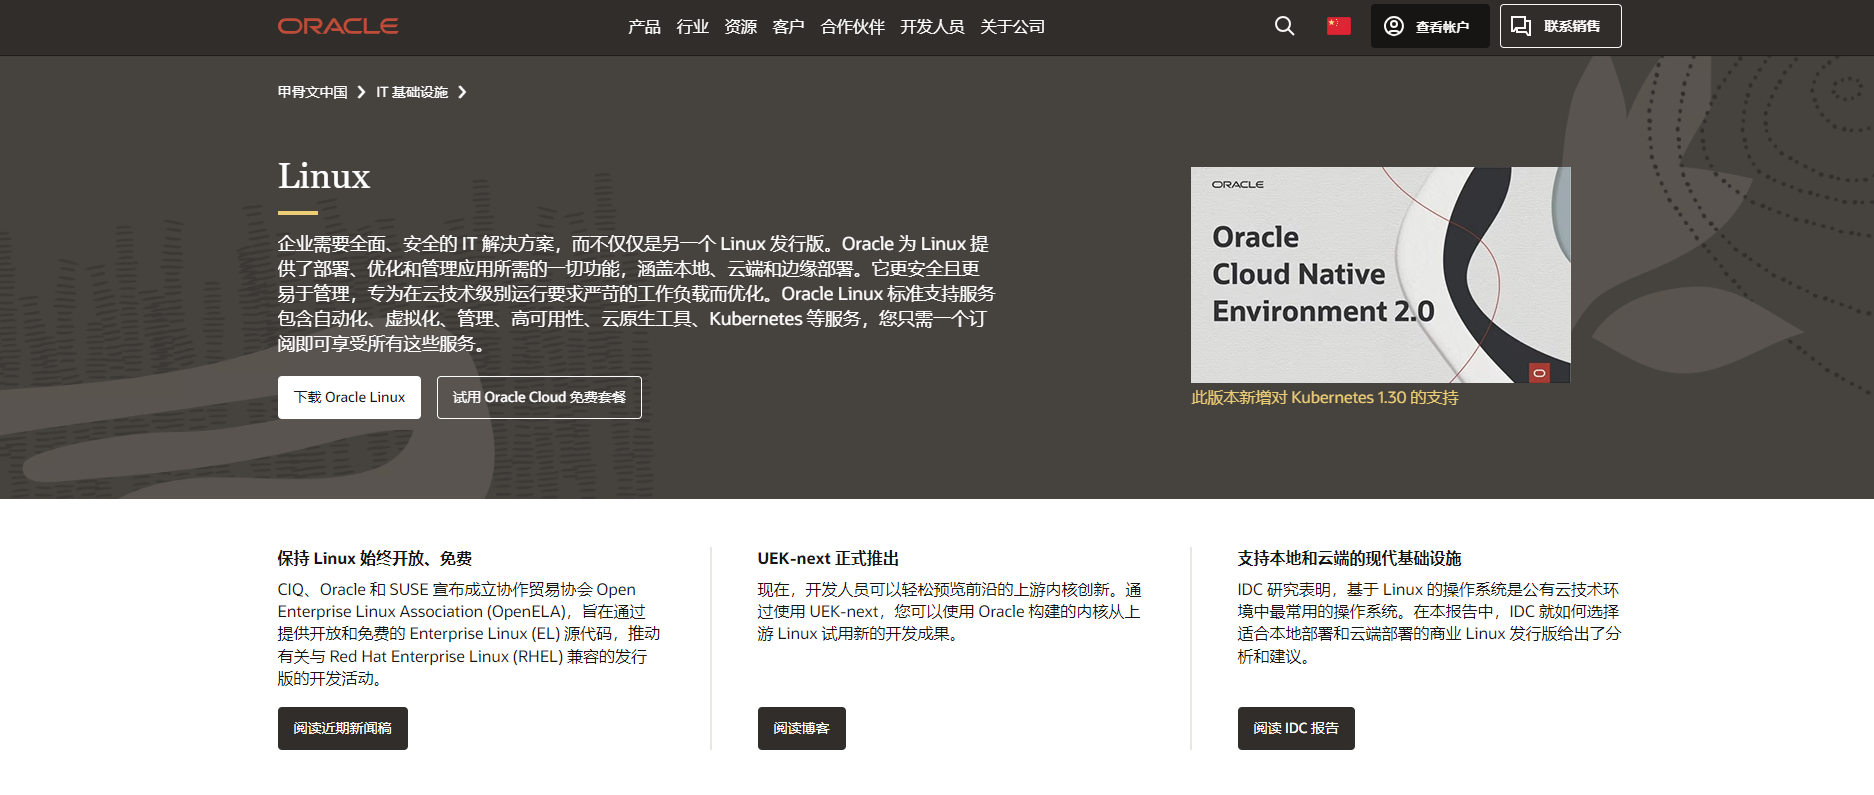 ORACLE
产品 行业 资源 客户 合作伙伴 开发人员 关于公司
查看帐户
联系销售
甲骨文中国 IT 基础设施
Linux
企业需要全面、安全的 IT 解决方案，而不仅仅是另一个 Linux 发行版。Oracle 为 Linux 提
供了部署、优化和管理应用所需的一切功能，涵盖本地、云端和边缘部署。它更安全且更
易于管理，专为在云技术级别运行要求严苛的工作负载而优化。Oracle Linux 标准支持服务
包含自动化、虚拟化、管理、高可用性、云原生工具、Kubernetes 等服务，您只需一个订
阅即可享受所有这些服务。
下载 Oracle Linux
试用 Oracle Cloud 免费套餐
ORACLE
Oracle
Cloud Native
Environment 2.0
此版本新增对 Kubernetes 1.30 的支持
保持 Linux 始终开放、免费
CIQ、Oracle 和 SUSE 宣布成立协作贸易协会 Open
Enterprise Linux Association (OpenELA)，旨在通过
提供开放和免费的 Enterprise Linux (EL) 源代码，推动
有关与 Red Hat Enterprise Linux (RHEL) 兼容的发行
版的开发活动。
阅读近期新闻稿
UEK-next 正式推出
现在，开发人员可以轻松预览前沿的上游内核创新。通
过使用 UEK-next，您可以使用 Oracle 构建的内核从上
游 Linux 试用新的开发成果。
阅读博客
支持本地和云端的现代基础设施
IDC 研究表明，基于 Linux 的操作系统是公有云技术环
境中最常用的操作系统。在本报告中，IDC 就如何选择
适合本地部署和云端部署的商业 Linux 发行版给出了分
析和建议。
阅读 IDC 报告